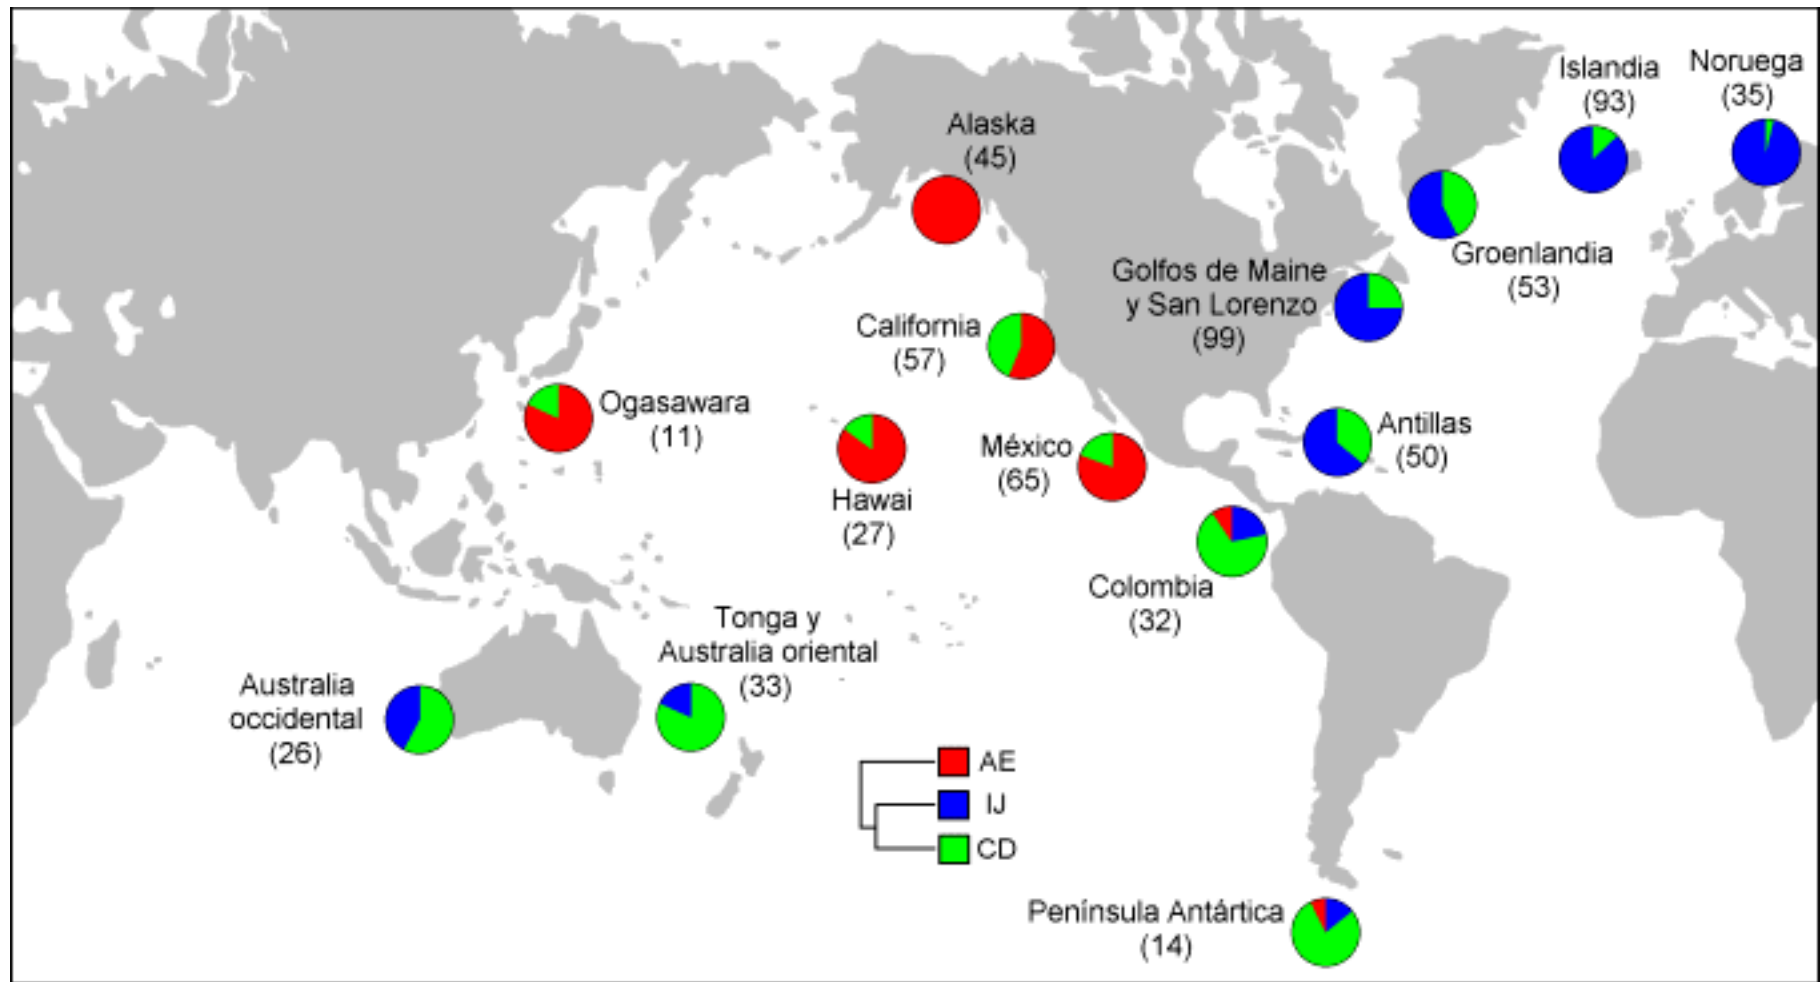 Islandia
(93)
Noruega
(35)
Alaska
(45)
Groenlandia
(53)
Golfos de Maine
y San Lorenzo
(99)
California
(57)
Ogasawara
(11)
Hawai
(27)
México
(65)
Antillas
(50)
Colombia
(32)
Tonga y
Australia oriental
(33)
Australia
occidental
(26)
AE
IJ
CD
Península Antártica
(14)